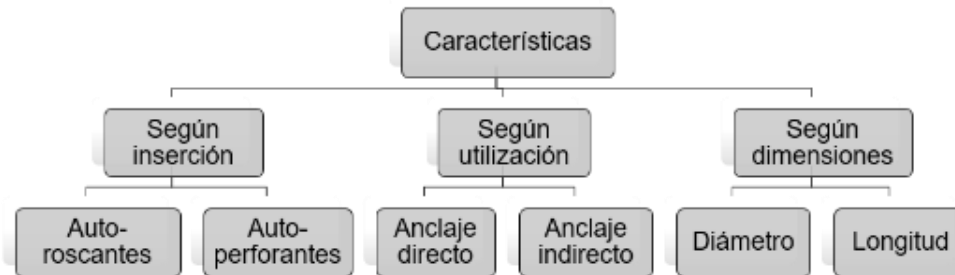 Características
Según
inserción
Según
utilización
Según
dimensiones
Auto-
roscantes
Auto-
perforantes
Anclaje
directo
Anclaje
indirecto
Diámetro
Longitud